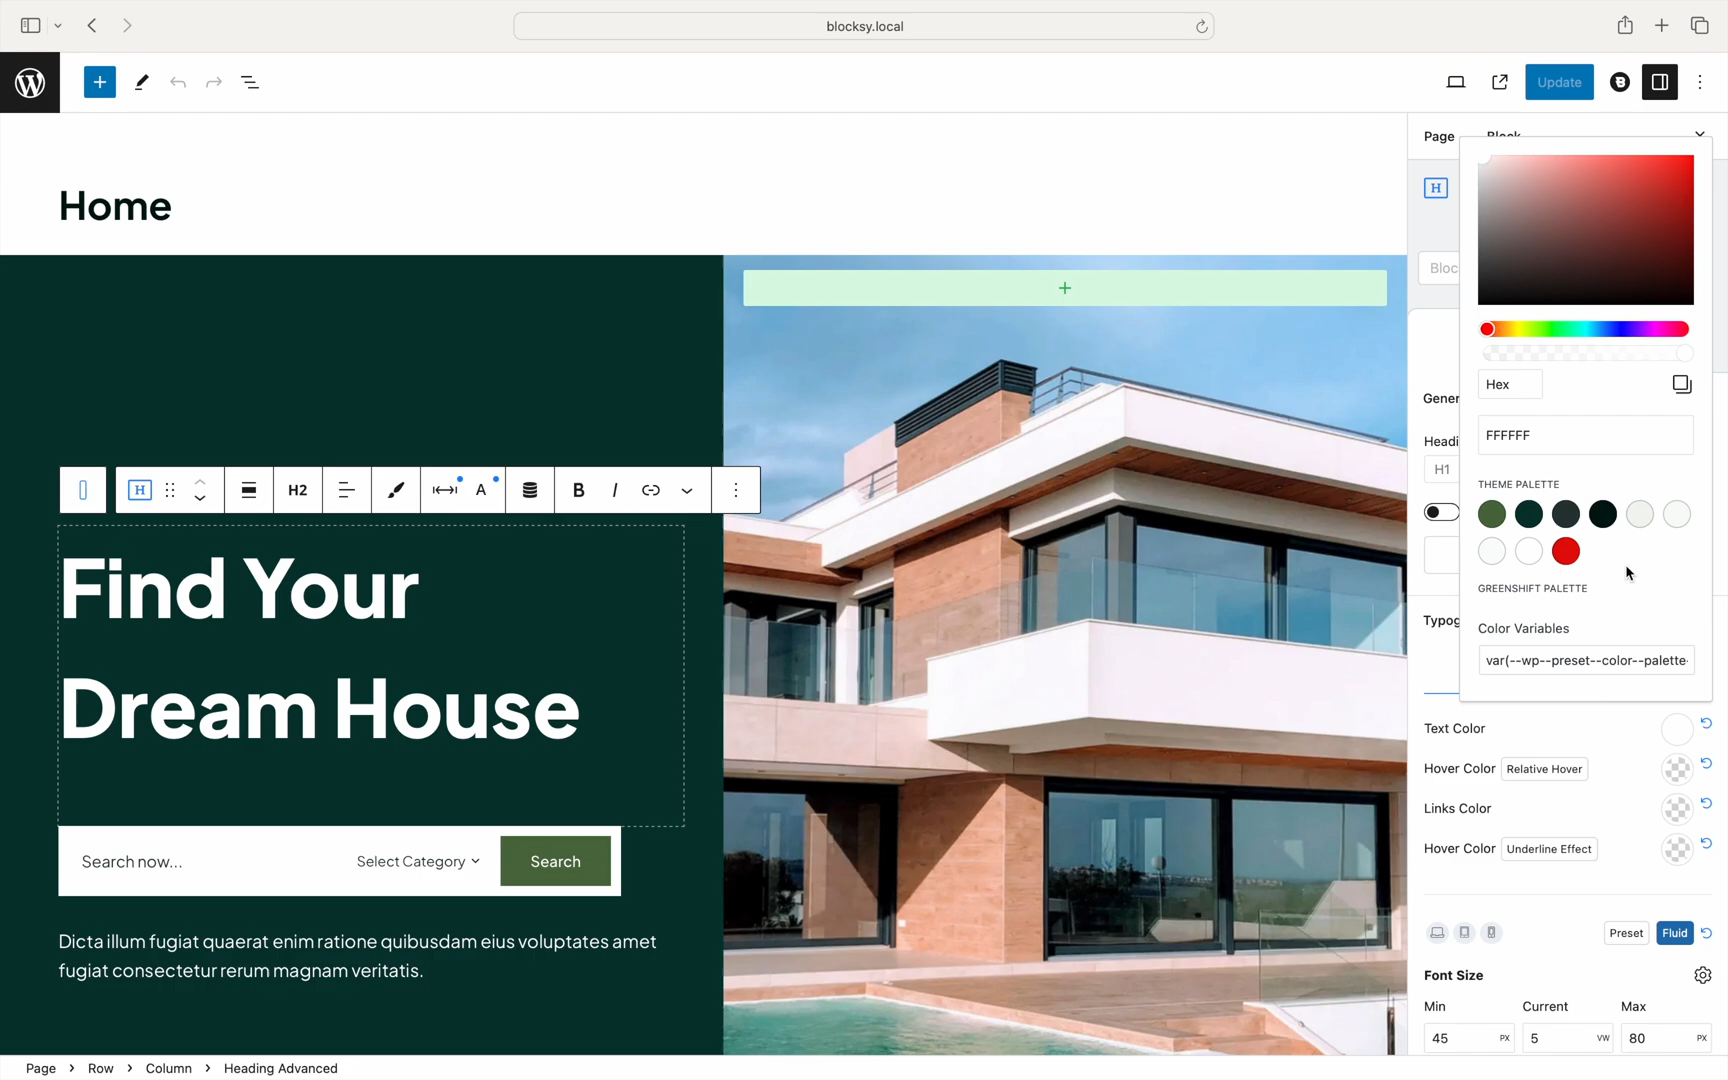 blocksy.local
Update
Page
Block
Home
Bloc
Gener
Headi
H1
Typog
Hex
FFFFFF
THEME PALETTE
GREENSHIFT PALETTE
Color Variables
var(--wp--preset--color--palette-
H
H
H2
A
B
I
Find Your
Dream House
Search now...
Select Category
Search
Dicta illum fugiat quaerat enim ratione quibusdam eius voluptates amet
fugiat consectetur rerum magnam veritatis.
Text Color
Hover Color Relative Hover
Links Color
Hover Color Underline Effect
Preset Fluid
Font Size
Min Current Max
45 PX 5 VW 80 PX
Page > Row > Column > Heading Advanced